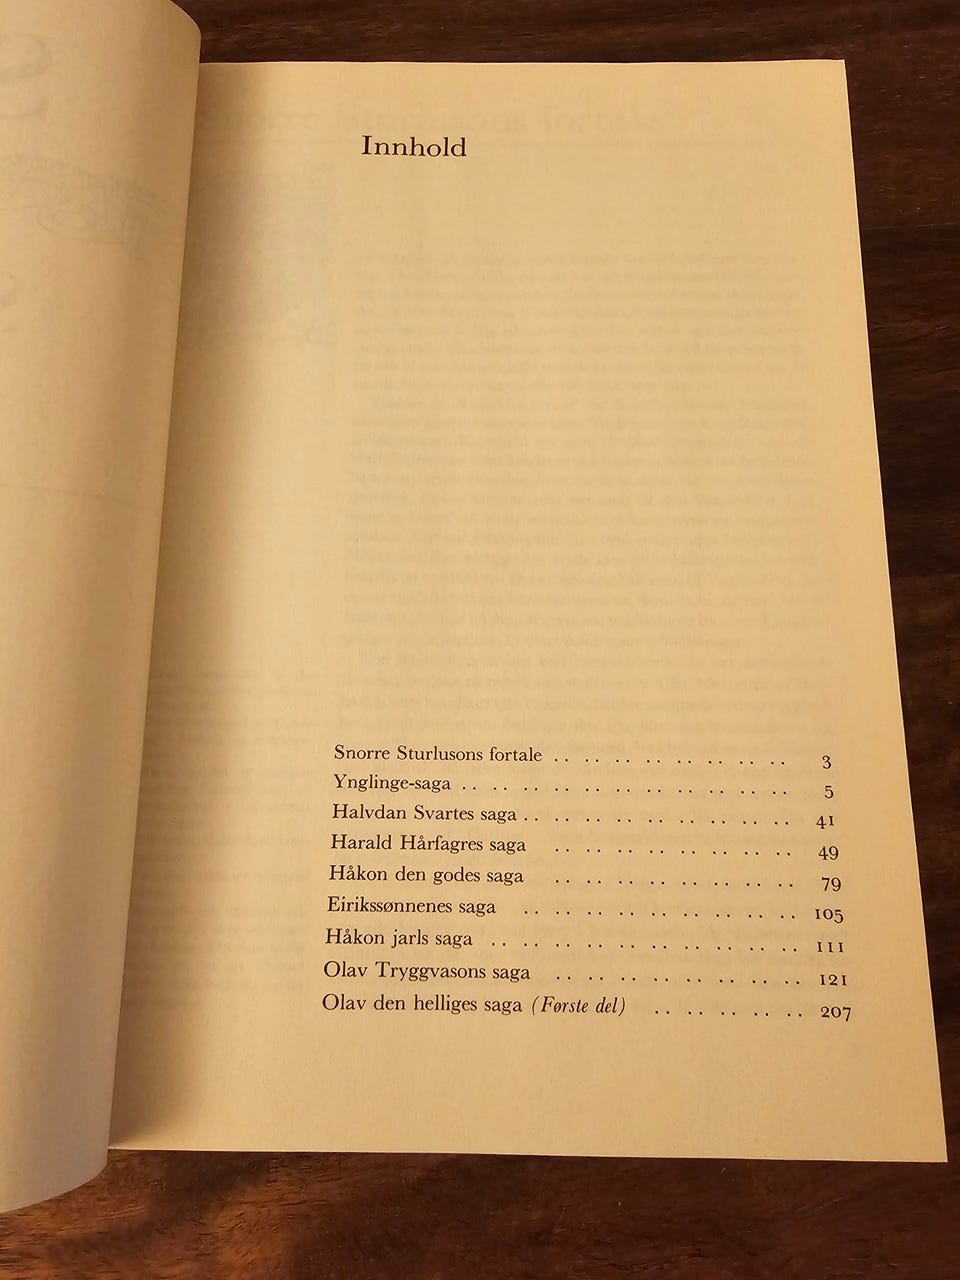 Innhold
Snorre Sturlusons fortale .. .. .. .. .. .. .. .. 3
Ynglinge-saga .. .. .. .. .. .. .. .. .. .. .. 5
Halvdan Svartes saga .. .. .. .. .. .. .. .. .. 41
Harald Hårfagres saga .. .. .. .. .. .. .. .. 49
Håkon den godes saga .. .. .. .. .. .. .. .. 79
Eirikssønnenes saga .. .. .. .. .. .. .. .. .. 105
Håkon jarls saga .. .. .. .. .. .. .. .. .. .. 111
Olav Tryggvasons saga .. .. .. .. .. .. .. .. 121
Olav den helliges saga (Første del) .. .. .. .. .. 207